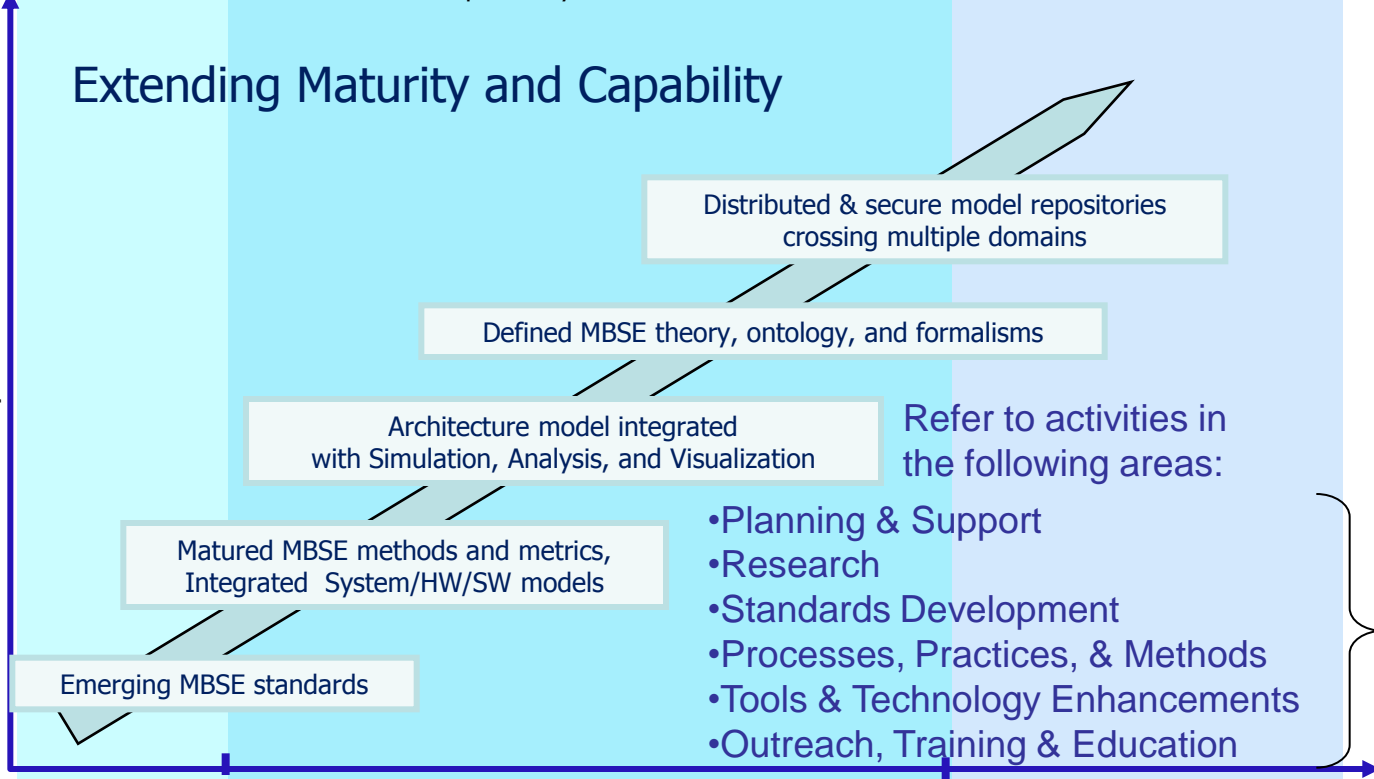 Extending Maturity and Capability
Distributed & secure model repositories
crossing multiple domains
Defined MBSE theory, ontology, and formalisms
Architecture model integrated
with Simulation, Analysis, and Visualization
Refer to activities in
the following areas:
Matured MBSE methods and metrics,
Integrated System/HW/SW models
•Planning & Support
•Research
•Standards Development
•Processes, Practices, & Methods
•Tools & Technology Enhancements
•Outreach, Training & Education
Emerging MBSE standards